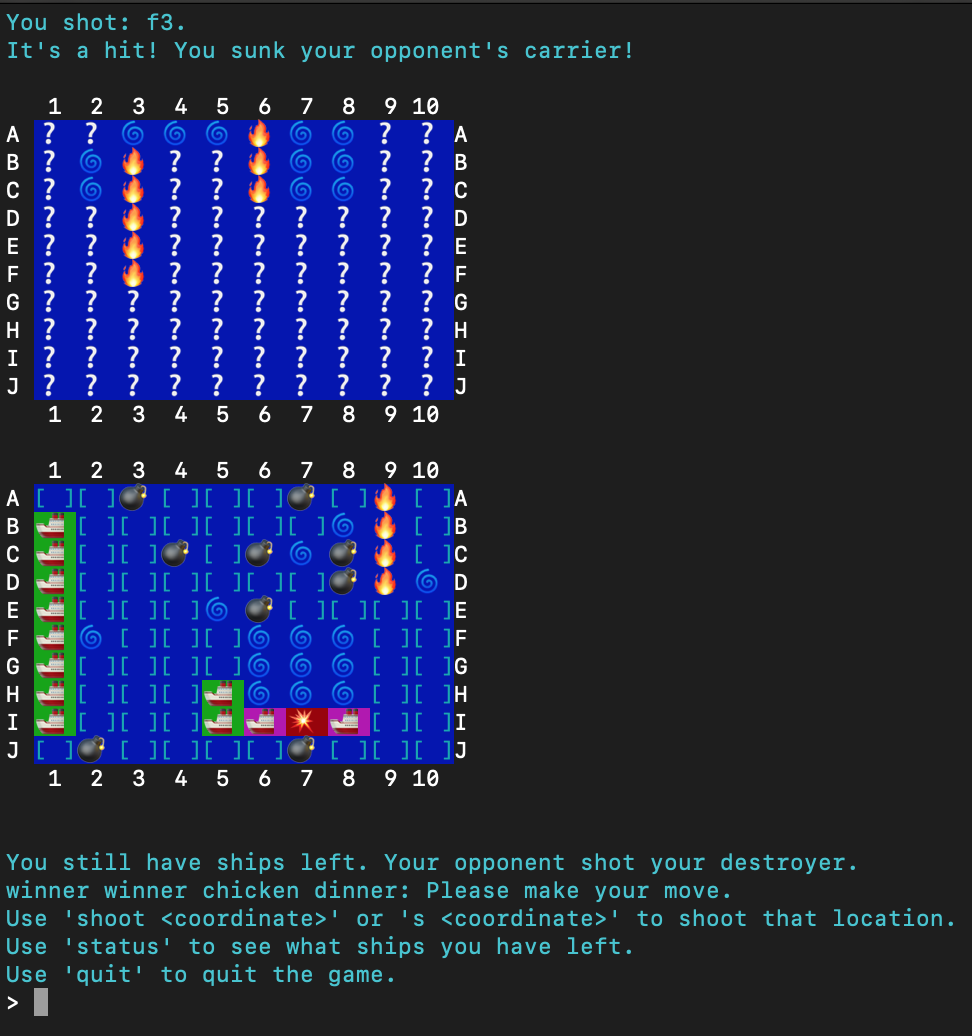 You shot: f3.
It's a hit! You sunk your opponent's carrier!
1 2 3 4 5 6 7 8 9 10
A ? ? 🌀 🌀 🌀 🔥 🌀 🌀 ? ? A
B ? 🌀 🔥 ? ? 🔥 🌀 🌀 ? ? B
C ? 🌀 🔥 ? ? 🔥 🌀 🌀 ? ? C
D ? ? 🔥 ? ? ? ? ? ? ? D
E ? ? 🔥 ? ? ? ? ? ? ? E
F ? ? 🔥 ? ? ? ? ? ? ? F
G ? ? ? ? ? ? ? ? ? ? G
H ? ? ? ? ? ? ? ? ? ? H
I ? ? ? ? ? ? ? ? ? ? I
J ? ? ? ? ? ? ? ? ? ? J
1 2 3 4 5 6 7 8 9 10
1 2 3 4 5 6 7 8 9 10
A [ ][ ]💣[ ][ ][ ]💣[ ]🔥[ ]A
B 🚢[ ][ ][ ][ ][ ][ ]🌀🔥[ ]B
C 🚢[ ][ ]💣[ ]💣🌀💣🔥[ ]C
D 🚢[ ][ ][ ][ ][ ][ ]💣🔥🌀D
E 🚢[ ][ ][ ]🌀💣[ ][ ][ ][ ]E
F 🚢🌀[ ][ ][ ]🌀🌀🌀[ ][ ]F
G 🚢[ ][ ][ ][ ]🌀🌀🌀[ ][ ]G
H 🚢[ ][ ][ ]🚢🌀🌀🌀[ ][ ]H
I 🚢[ ][ ][ ]🚢🚢💥🚢[ ][ ]I
J [ ]💣[ ][ ][ ][ ]💣[ ][ ][ ]J
1 2 3 4 5 6 7 8 9 10
You still have ships left. Your opponent shot your destroyer.
winner winner chicken dinner: Please make your move.
Use 'shoot <coordinate>' or 's <coordinate>' to shoot that location.
Use 'status' to see what ships you have left.
Use 'quit' to quit the game.
>